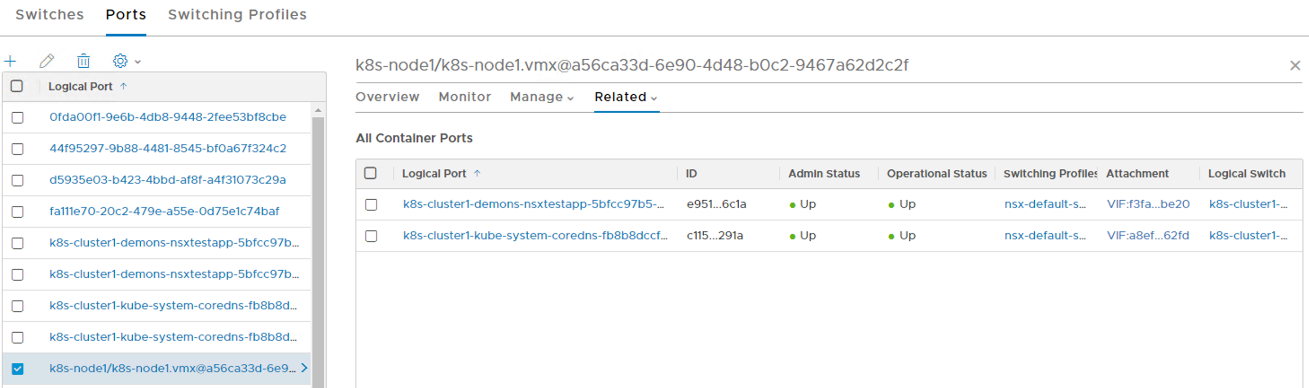 Switches Ports Switching Profiles
Logical Port ↑
0fda00f1-9e6b-4db8-9448-2fee53bf8cbe
44f95297-9b88-4481-8545-bf0a67f324c2
d5935e03-b423-4bbd-af8f-a4f31073c29a
fa111e70-20c2-479e-a55e-0d75e1c74baf
k8s-cluster1-demons-nsxtestapp-5bfcc97b...
k8s-cluster1-demons-nsxtestapp-5bfcc97b...
k8s-cluster1-kube-system-coredns-fb8b8d...
k8s-cluster1-kube-system-coredns-fb8b8d...
k8s-node1/k8s-node1.vmx@a56ca33d-6e9...
k8s-node1/k8s-node1.vmx@a56ca33d-6e90-4d48-b0c2-9467a62d2c2f
Overview Monitor Manage Related
All Container Ports
Logical Port ↑ ID Admin Status Operational Status Switching Profiles Attachment Logical Switch
k8s-cluster1-demons-nsxtestapp-5bfcc97b5-... e951...6c1a Up Up nsx-default-s... VIF:f3fa...be20 k8s-cluster1-...
k8s-cluster1-kube-system-coredns-fb8b8dccf... c115...291a Up Up nsx-default-s... VIF:a8ef...62fd k8s-cluster1-...